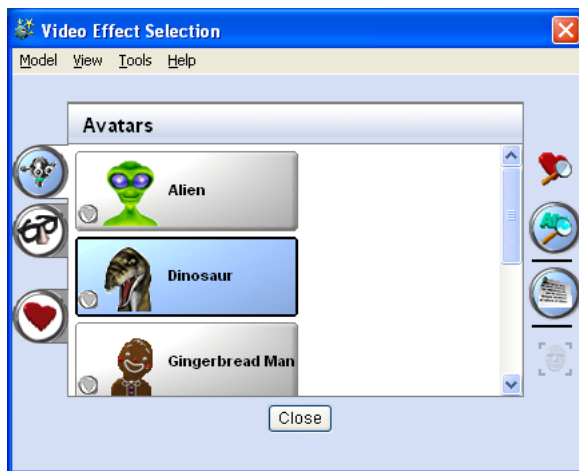 Video Effect Selection
Model View Tools Help
Avatars
Alien
Dinosaur
Gingerbread Man
Close